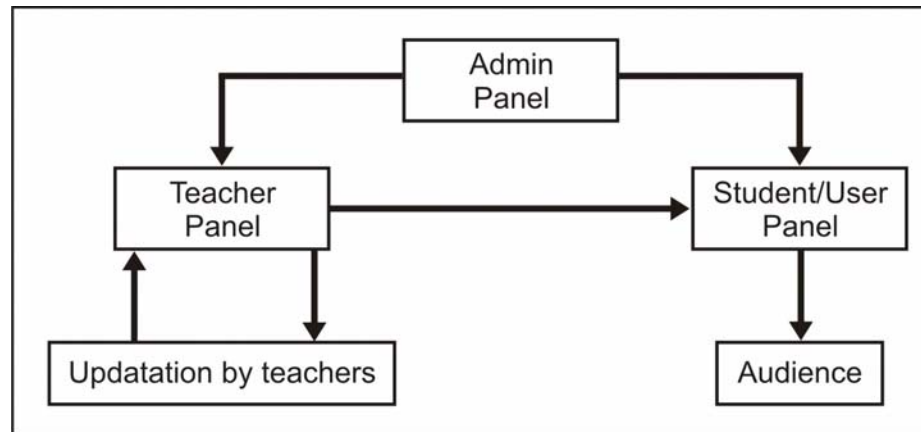 Admin
Panel
Teacher
Panel
Student/User
Panel
Updatation by teachers
Audience